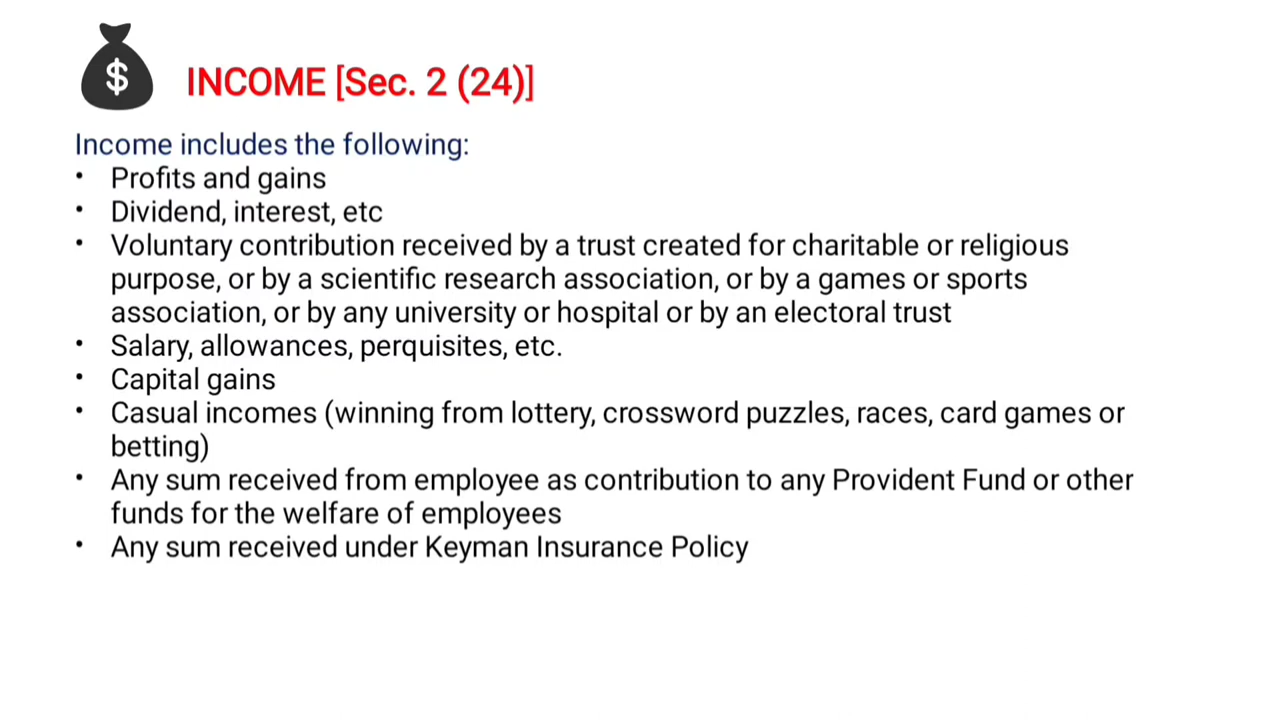 $
INCOME [Sec. 2 (24)]
Income includes the following:
• Profits and gains
• Dividend, interest, etc
• Voluntary contribution received by a trust created for charitable or religious
purpose, or by a scientific research association, or by a games or sports
association, or by any university or hospital or by an electoral trust
• Salary, allowances, perquisites, etc.
• Capital gains
• Casual incomes (winning from lottery, crossword puzzles, races, card games or
betting)
• Any sum received from employee as contribution to any Provident Fund or other
funds for the welfare of employees
• Any sum received under Keyman Insurance Policy